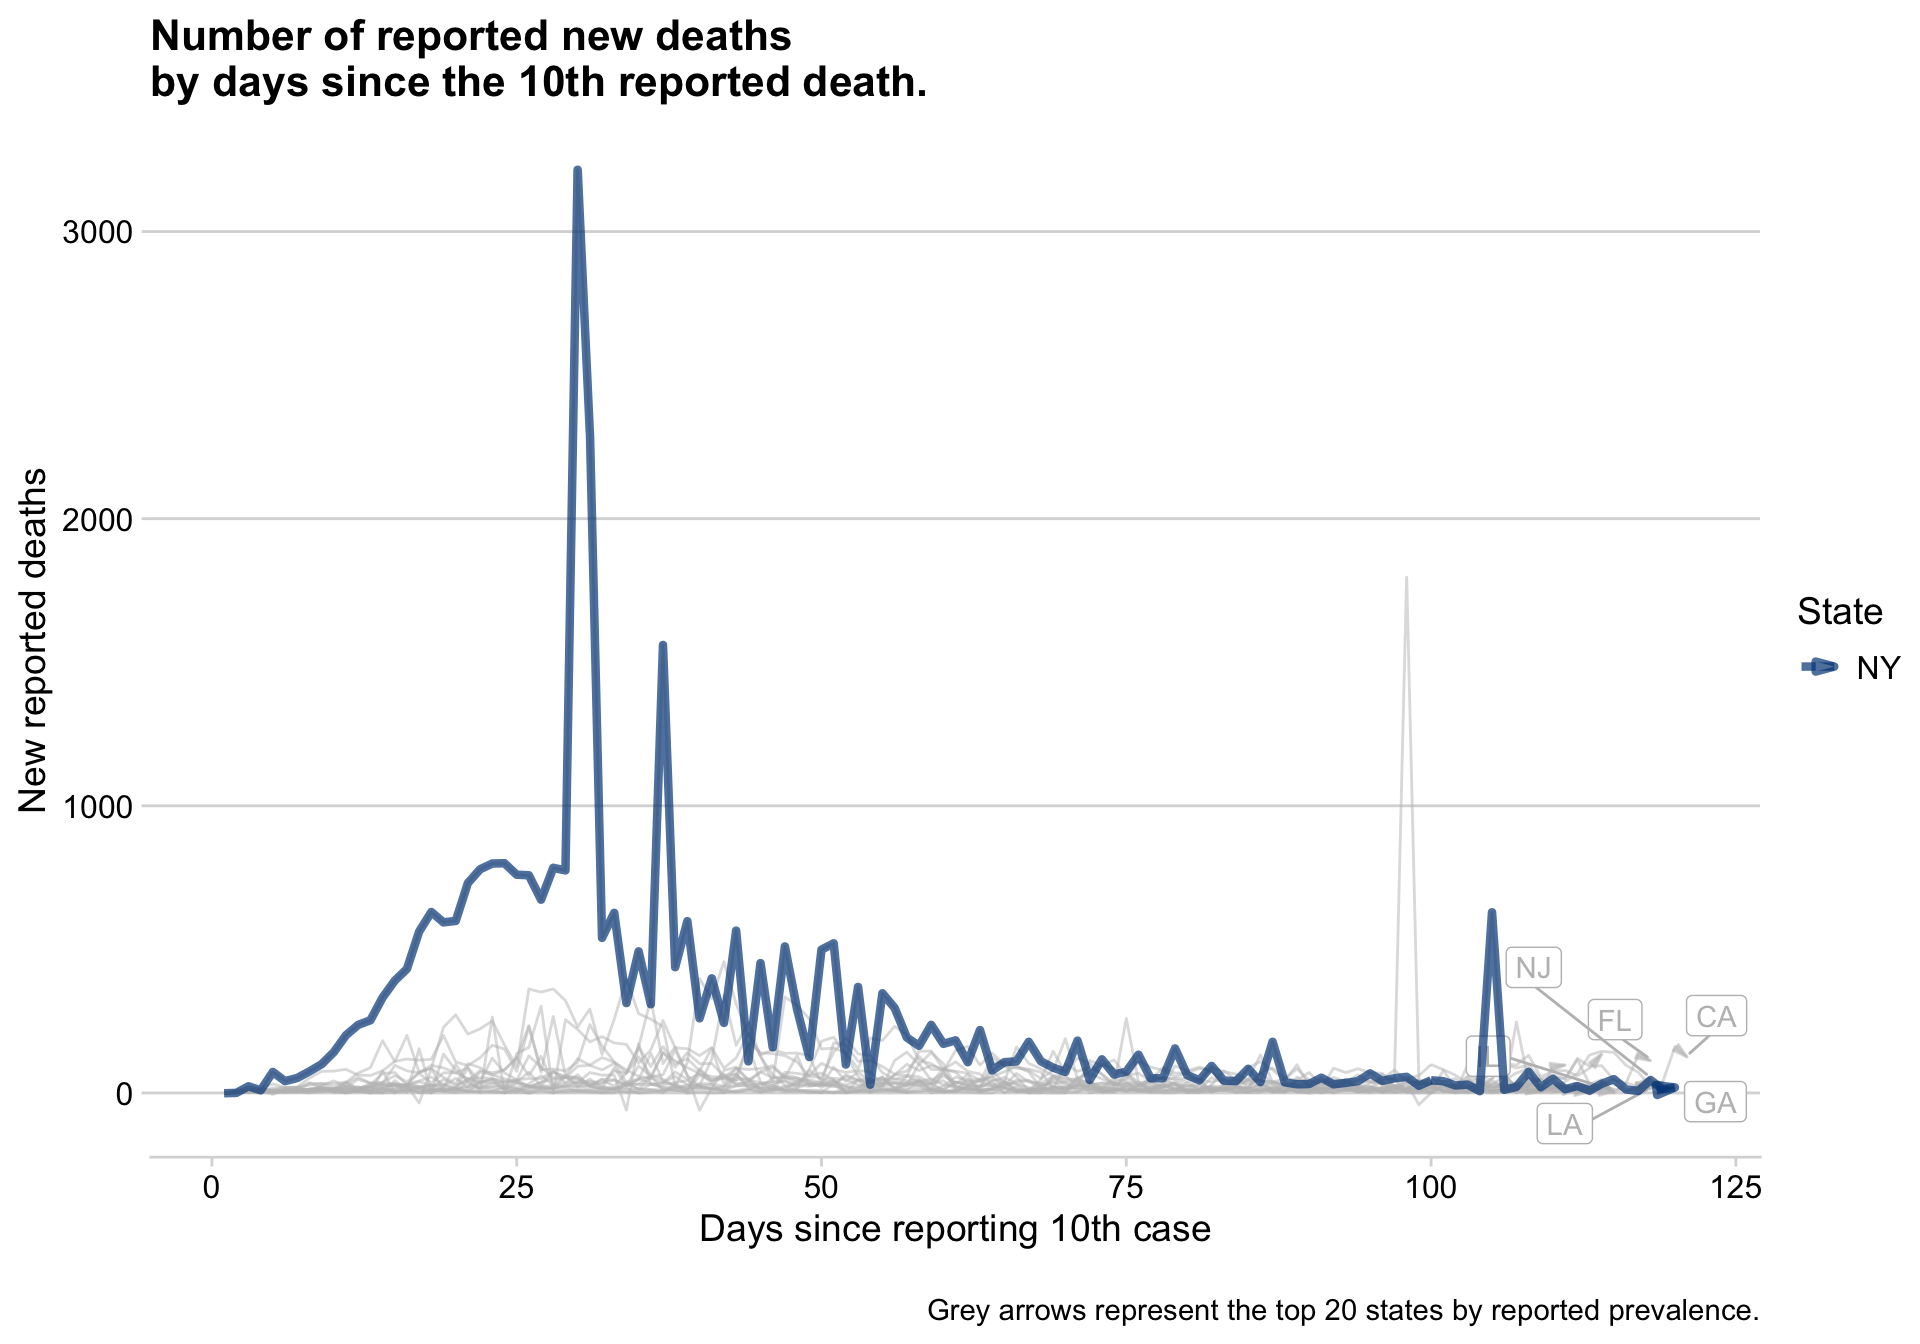 Number of reported new deaths
by days since the 10th reported death.
New reported deaths
3000
2000
1000
0
NJ
FL
CA
GA
LA
State
NY
0
25
50
75
100
125
Days since reporting 10th case
Grey arrows represent the top 20 states by reported prevalence.